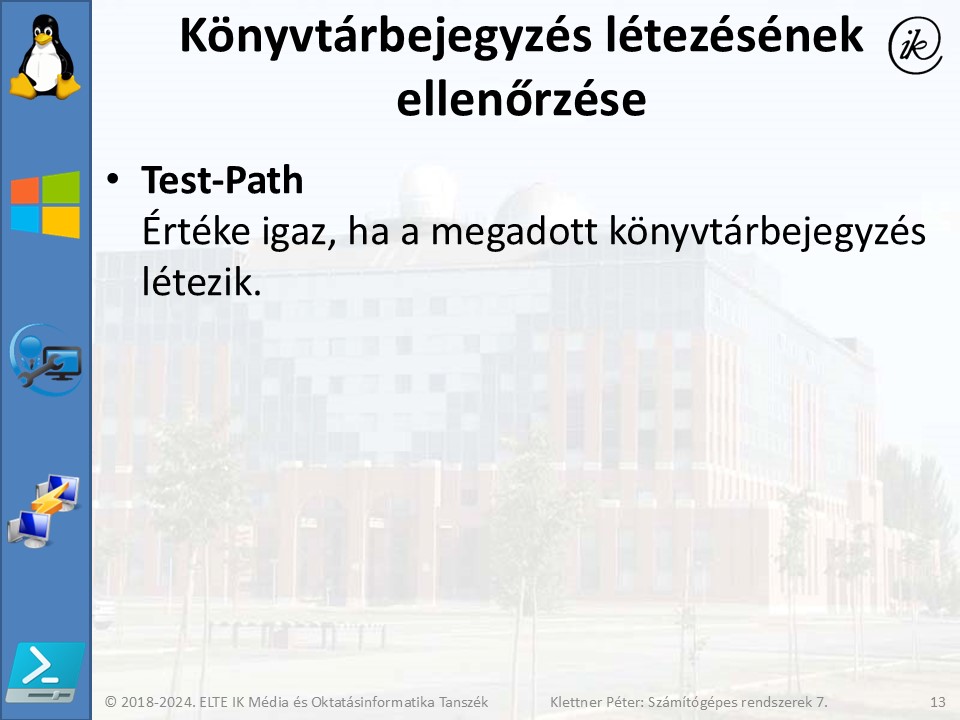 Könyvtárbejegyzés létezésének
ellenőrzése
ik
• Test-Path
Értéke igaz, ha a megadott könyvtárbejegyzés
létezik.
© 2018-2024. ELTE IK Média és Oktatásinformatika Tanszék Klettner Péter: Számítógépes rendszerek 7. 13